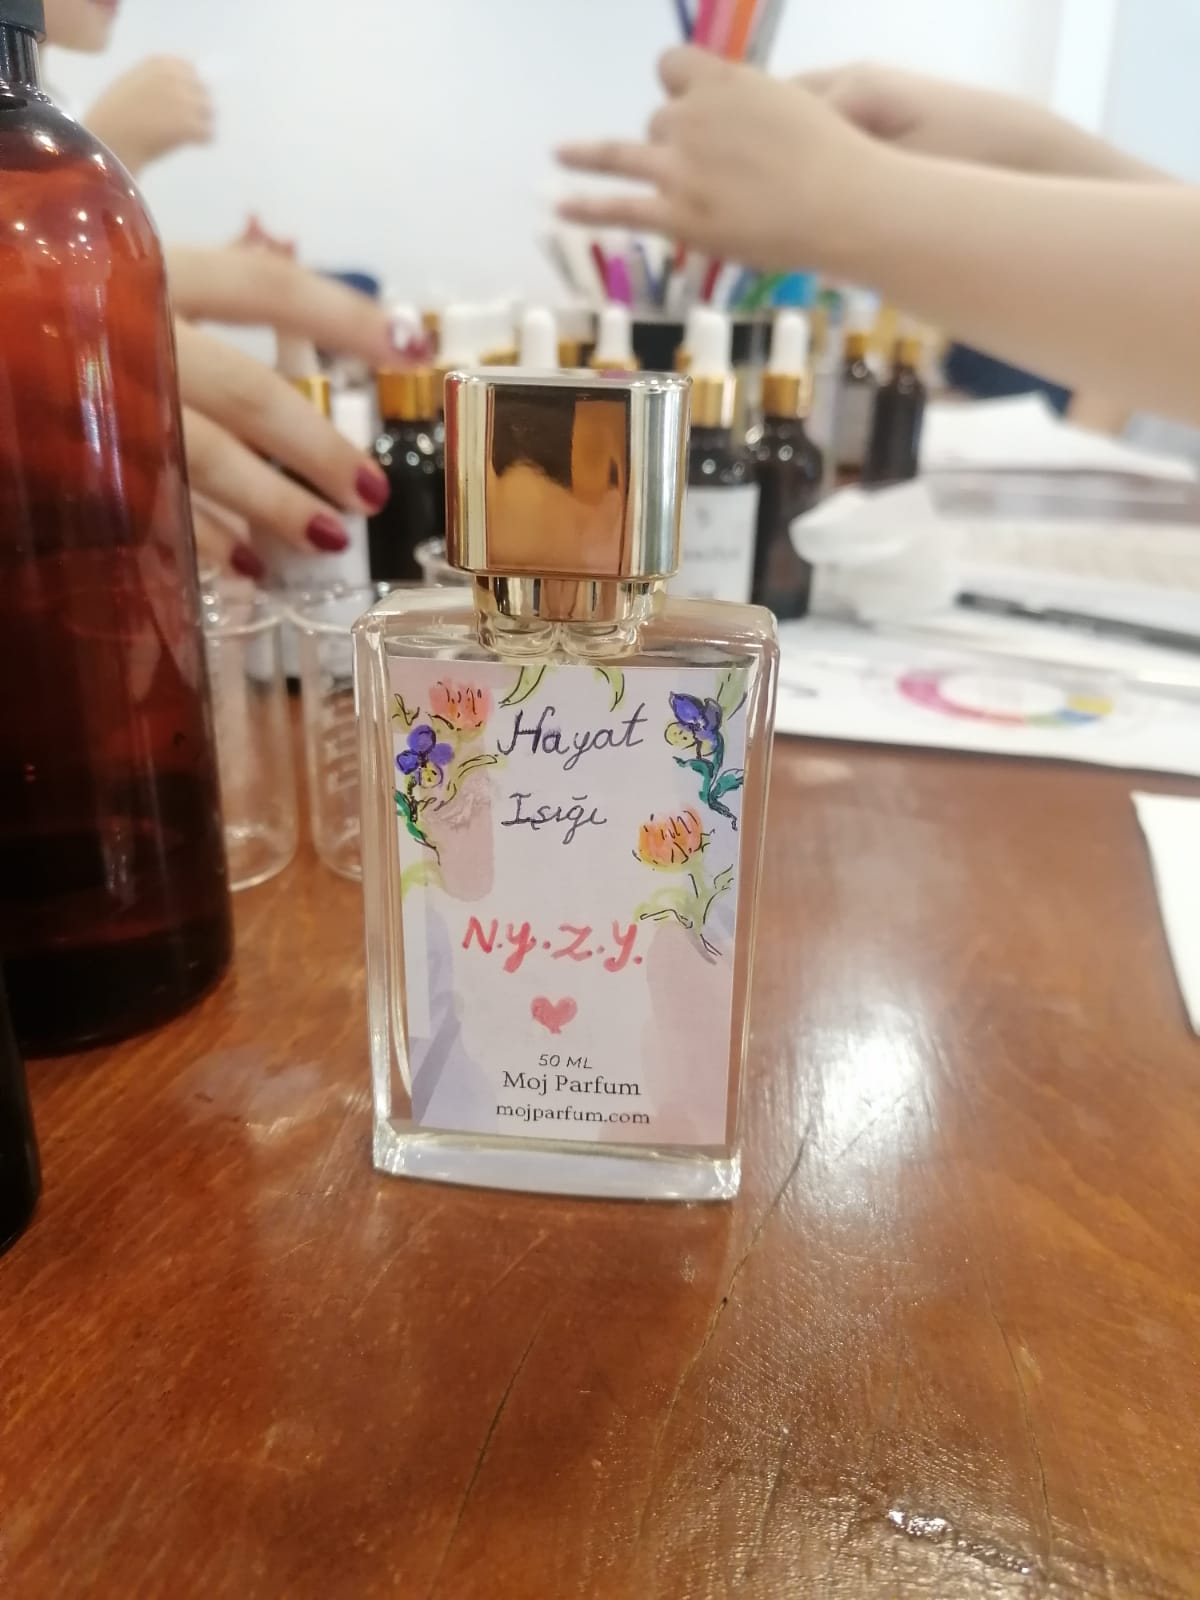 Hayat
Işığı
N.y.z.y.
50 ML
Moj Parfum
mojparfum.com